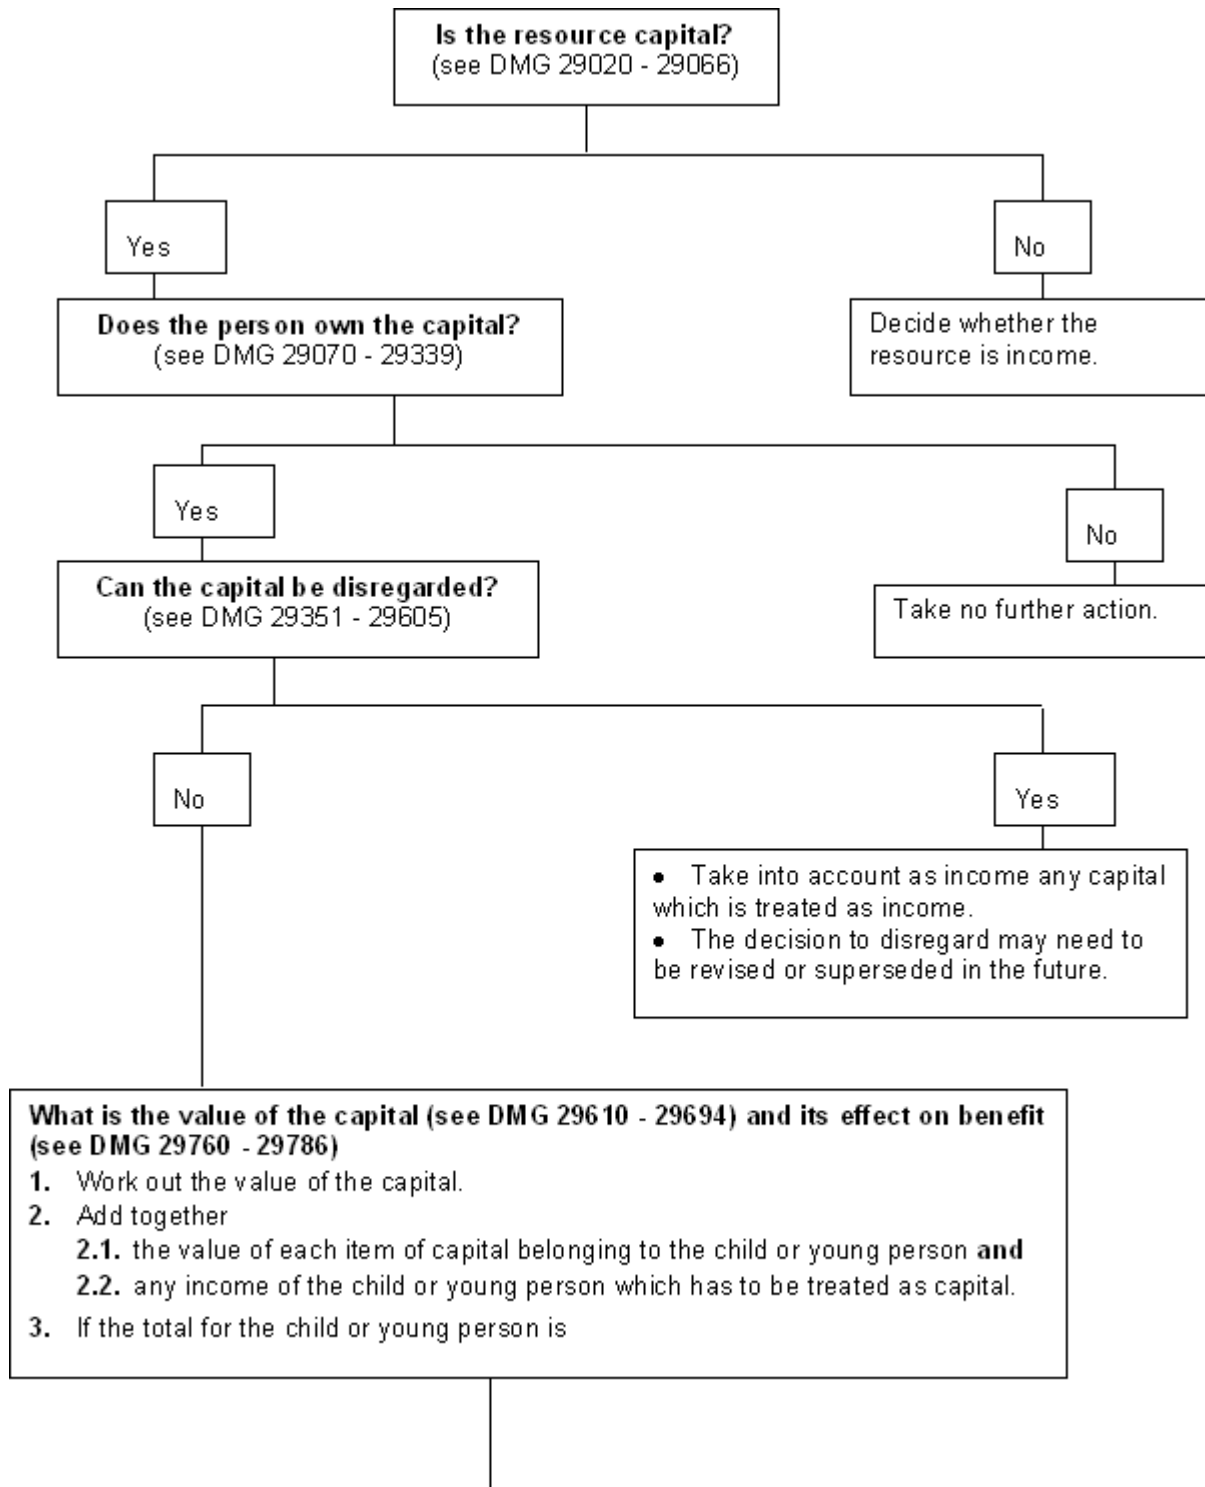 Is the resource capital?
(see DMG 29020 - 29066)
Yes
No
Does the person own the capital?
(see DMG 29070 - 29339)
Decide whether the
resource is income.
Yes
No
Can the capital be disregarded?
(see DMG 29351 - 29605)
Take no further action.
No
Yes
• Take into account as income any capital
which is treated as income.
• The decision to disregard may need to
be revised or superseded in the future.
What is the value of the capital (see DMG 29610 - 29694) and its effect on benefit
(see DMG 29760 - 29786)
1. Work out the value of the capital.
2. Add together
2.1. the value of each item of capital belonging to the child or young person and
2.2. any income of the child or young person which has to be treated as capital.
3. If the total for the child or young person is